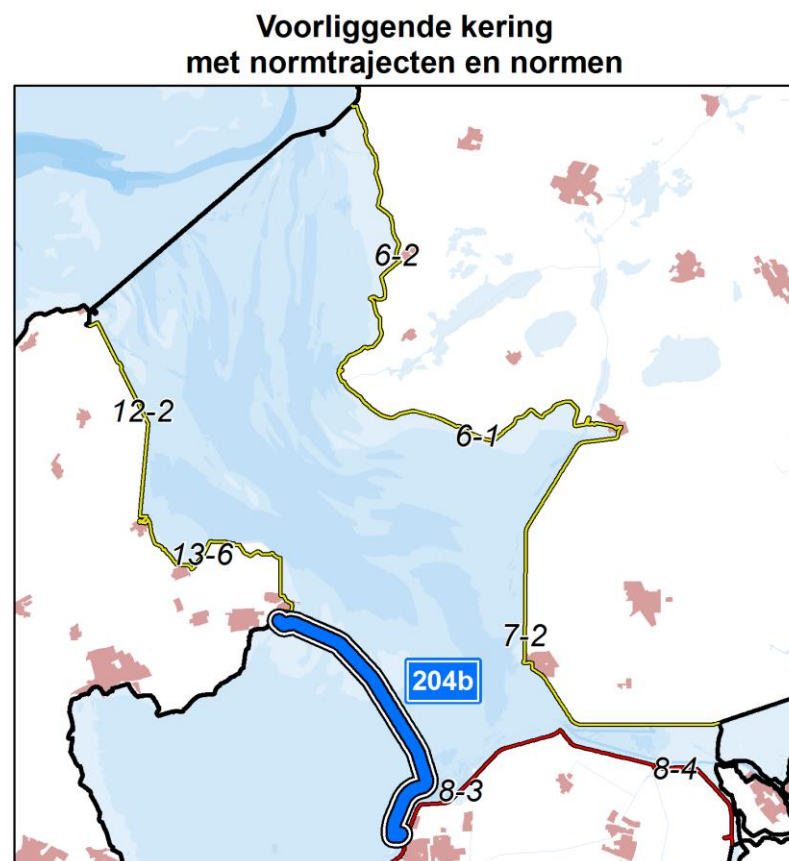 Voorliggende kering
met normtrajecten en normen
6-2
12-2
6-1
13-6
7-2
204b
8-4
8-3